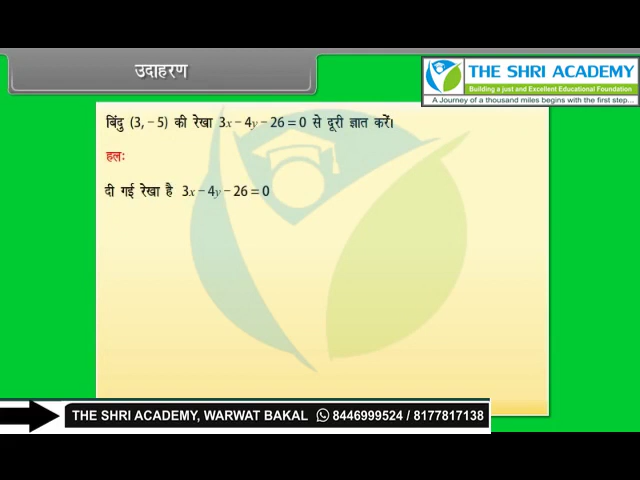 उदाहरण
THE SHRI ACADEMY
Building a just and Excellent Educational Foundation
A Journey of a thousand miles begins with the first step...
बिंदु (3, − 5) की रेखा 3x − 4y − 26 = 0 से दूरी ज्ञात करें।
हलः
दी गई रेखा है 3x − 4y − 26 = 0
THE SHRI ACADEMY, WARWAT BAKAL 8446999524 / 8177817138